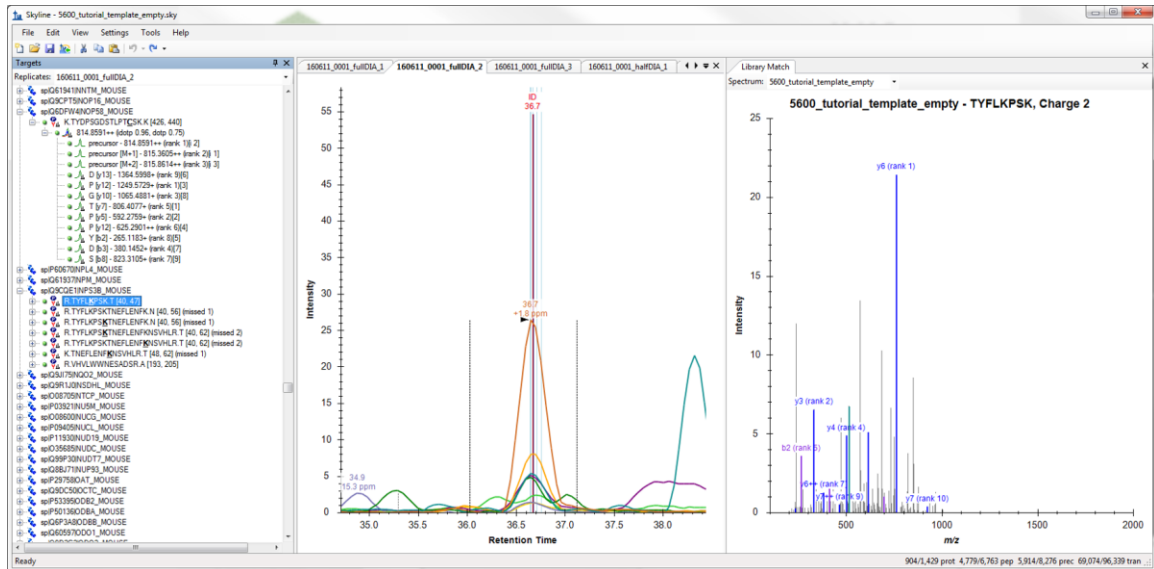 Skyline - 5600_tutorial_template_empty.sky
File Edit View Settings Tools Help
Targets
Replicates: 160611_0001_fullDIA_2
sp|Q61941|NNTM_MOUSE
sp|Q9CPT5|NOP16_MOUSE
sp|Q6DFW4|NOP58_MOUSE
K.TYDPSGDSTLPTCSK.K [426, 440]
814.8591++ (idotp 0.96, dotp 0.75)
precursor - 814.8591++ (rank 1)[ 2]
precursor [M+1] - 815.3605++ (rank 2)[ 1]
precursor [M+2] - 815.8614++ (rank 3)[ 3]
D [y13] - 1364.5998+ (rank 9)[6]
P [y12] - 1249.5729+ (rank 1)[3]
G [y10] - 1065.4881+ (rank 3)[8]
T [y7] - 806.4077+ (rank 5)[1]
P [y5] - 592.2759+ (rank 2)[2]
P [y12] - 625.2901++ (rank 6)[4]
Y [b2] - 265.1183+ (rank 8)[5]
D [b3] - 380.1452+ (rank 4)[7]
S [b8] - 823.3105+ (rank 7)[9]
sp|P60670|NPL4_MOUSE
sp|Q61937|NPM_MOUSE
sp|Q9CQE1|NPS3B_MOUSE
R.TYFLKPSK.T [40, 47]
R.TYFLKPSKTNEFLENFK.N [40, 56] (missed 1)
R.TYFLKPSKTNEFLENFK.N [40, 56] (missed 1)
R.TYFLKPSKTNEFLENFKNSVHLR.T [40, 62] (missed 2)
R.TYFLKPSKTNEFLENFKNSVHLR.T [40, 62] (missed 2)
K.TNEFLENFKNSVHLR.T [48, 62] (missed 1)
R.VHVLWWNESADSR.A [193, 205]
sp|Q9JI75|NQO2_MOUSE
sp|Q9R1J0|NSDHL_MOUSE
sp|O08705|NTCP_MOUSE
sp|P03921|NU5M_MOUSE
sp|O08600|NUCG_MOUSE
sp|P09405|NUCL_MOUSE
sp|P11930|NUD19_MOUSE
sp|O35685|NUDC_MOUSE
sp|Q99P30|NUDT7_MOUSE
sp|Q8BJ71|NUP93_MOUSE
sp|P29758|OAT_MOUSE
sp|Q9DC50|OCTC_MOUSE
sp|P53395|ODB2_MOUSE
sp|P50136|ODBA_MOUSE
sp|Q6P3A8|ODBB_MOUSE
sp|Q60597|ODO1_MOUSE
160611_0001_fullDIA_1 160611_0001_fullDIA_2 160611_0001_fullDIA_3 160611_0001_halfDIA_1
ID
36.7
36.7
+1.8 ppm
34.9
55
50
45
40
35
30
25
20
15
10
5
0
Intensity
35.0 35.5 36.0 36.5 37.0 37.5 38.0
Retention Time
Library Match
Spectrum: 5600_tutorial_template_empty
5600_tutorial_template_empty - TYFLKPSK, Charge 2
25
20
15
10
5
0
Intensity
y6 (rank 1)
y3 (rank 2)
y4 (rank 4)
b2 (rank 5)
y6++ (rank 7)
y7++ (rank 9)
y7 (rank 10)
500 1000 1500 2000
m/z
Ready
904/1,429 prot 4,779/6,763 pep 5,914/8,276 prec 69,074/96,339 tran